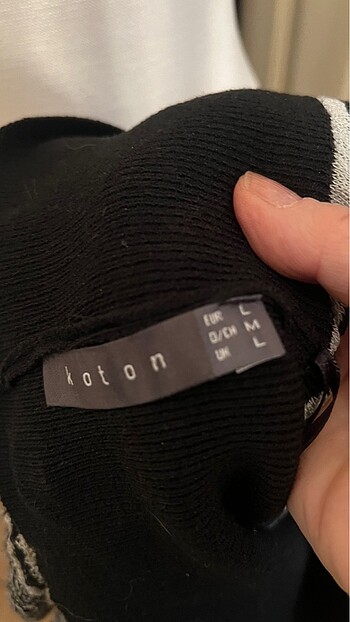 koton
EUR L
D/CH M
UK L